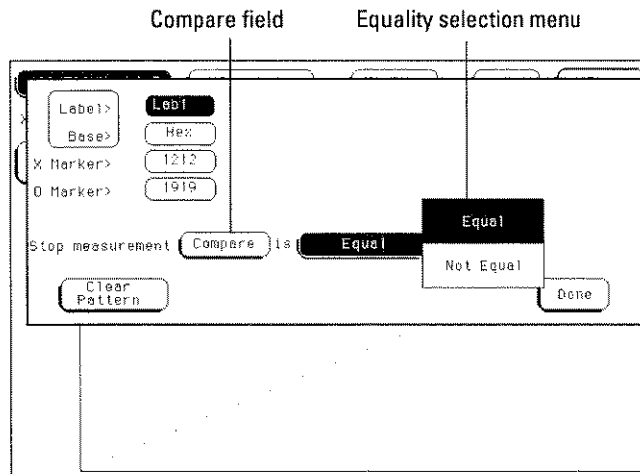 Compare field Equality selection menu
Label> Lab1
Base> Hex
X Marker> 1212
O Marker> 1919
Stop measurement Compare is Equal
Equal
Not Equal
Clear
Pattern
Done